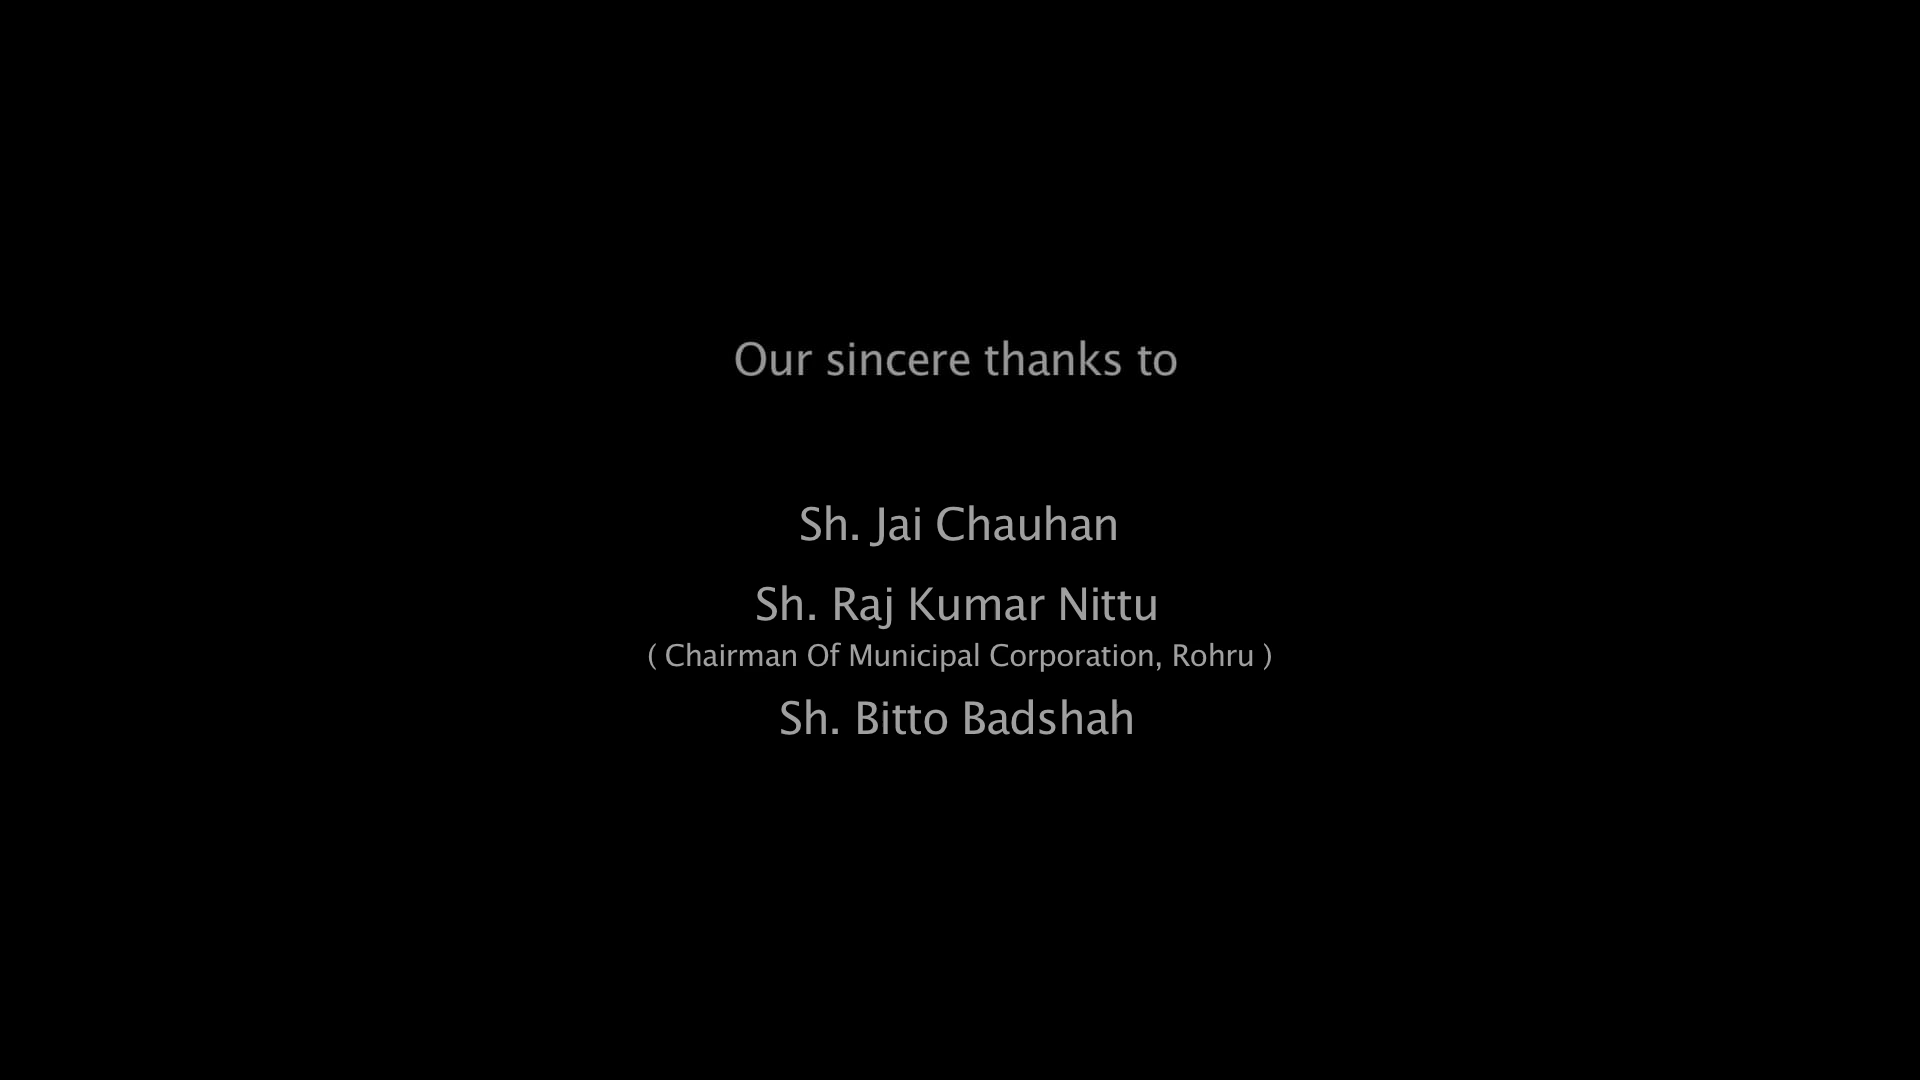 Our sincere thanks to
Sh. Jai Chauhan
Sh. Raj Kumar Nittu
( Chairman Of Municipal Corporation, Rohru )
Sh. Bitto Badshah